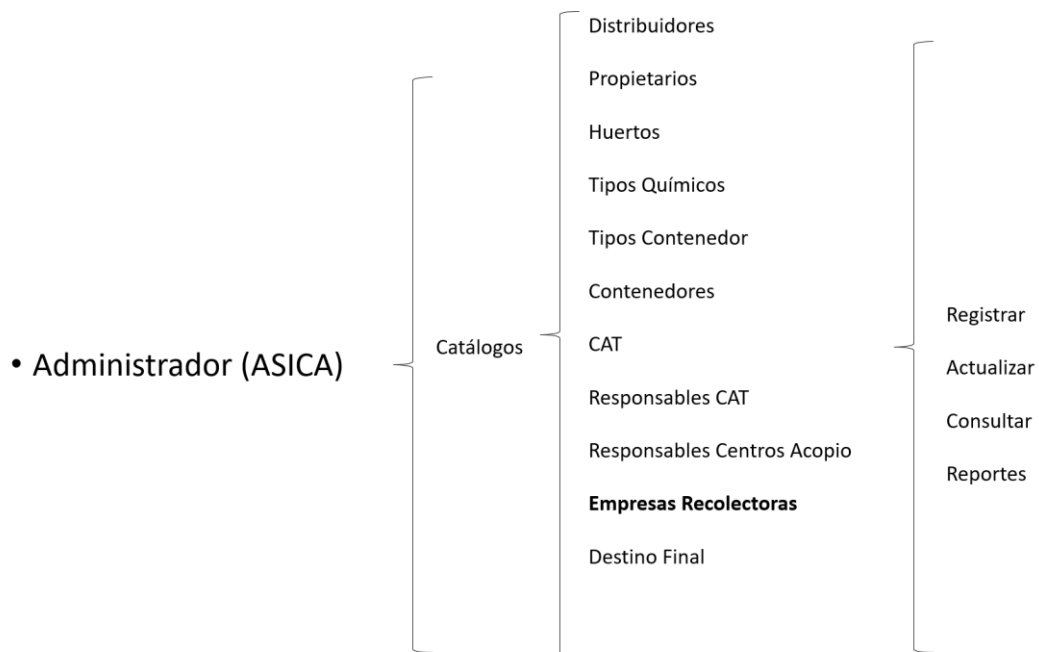 • Administrador (ASICA)
Catálogos
Distribuidores
Propietarios
Huertos
Tipos Químicos
Tipos Contenedor
Contenedores
CAT
Responsables CAT
Responsables Centros Acopio
Empresas Recolectoras
Destino Final
Registrar
Actualizar
Consultar
Reportes